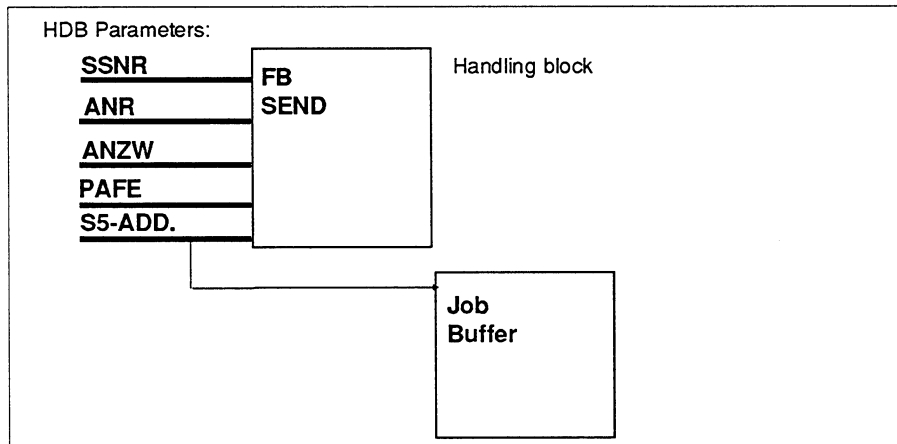 HDB Parameters:
SSNR
ANR
ANZW
PAFE
S5-ADD.
FB
SEND
Handling block
Job
Buffer